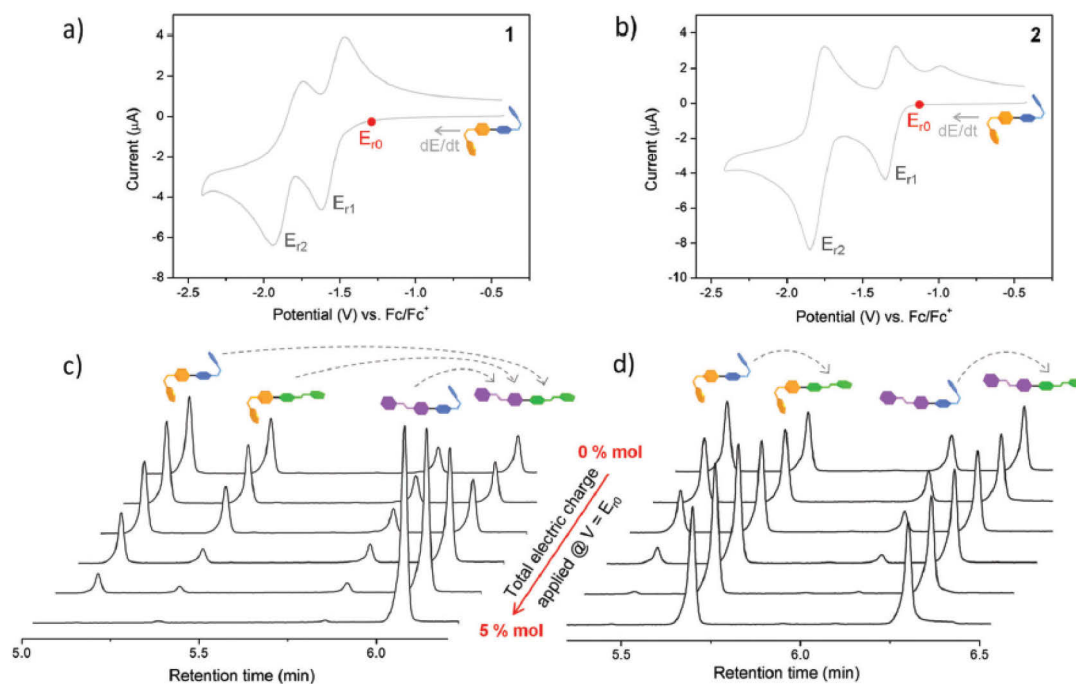 a)
1
4
2
0
-2
-4
-6
-8
Current (µA)
Er0
dE/dt
Er1
Er2
-2.5 -2.0 -1.5 -1.0 -0.5
Potential (V) vs. Fc/Fc+
b)
2
6
4
2
0
-2
-4
-6
-8
-10
Current (µA)
Er0
dE/dt
Er1
Er2
-2.5 -2.0 -1.5 -1.0 -0.5
Potential (V) vs. Fc/Fc+
c)
5.0 5.5 6.0
Retention time (min)
0 % mol
Total electric charge
applied @ V = Er0
5 % mol
d)
5.5 6.0 6.5
Retention time (min)